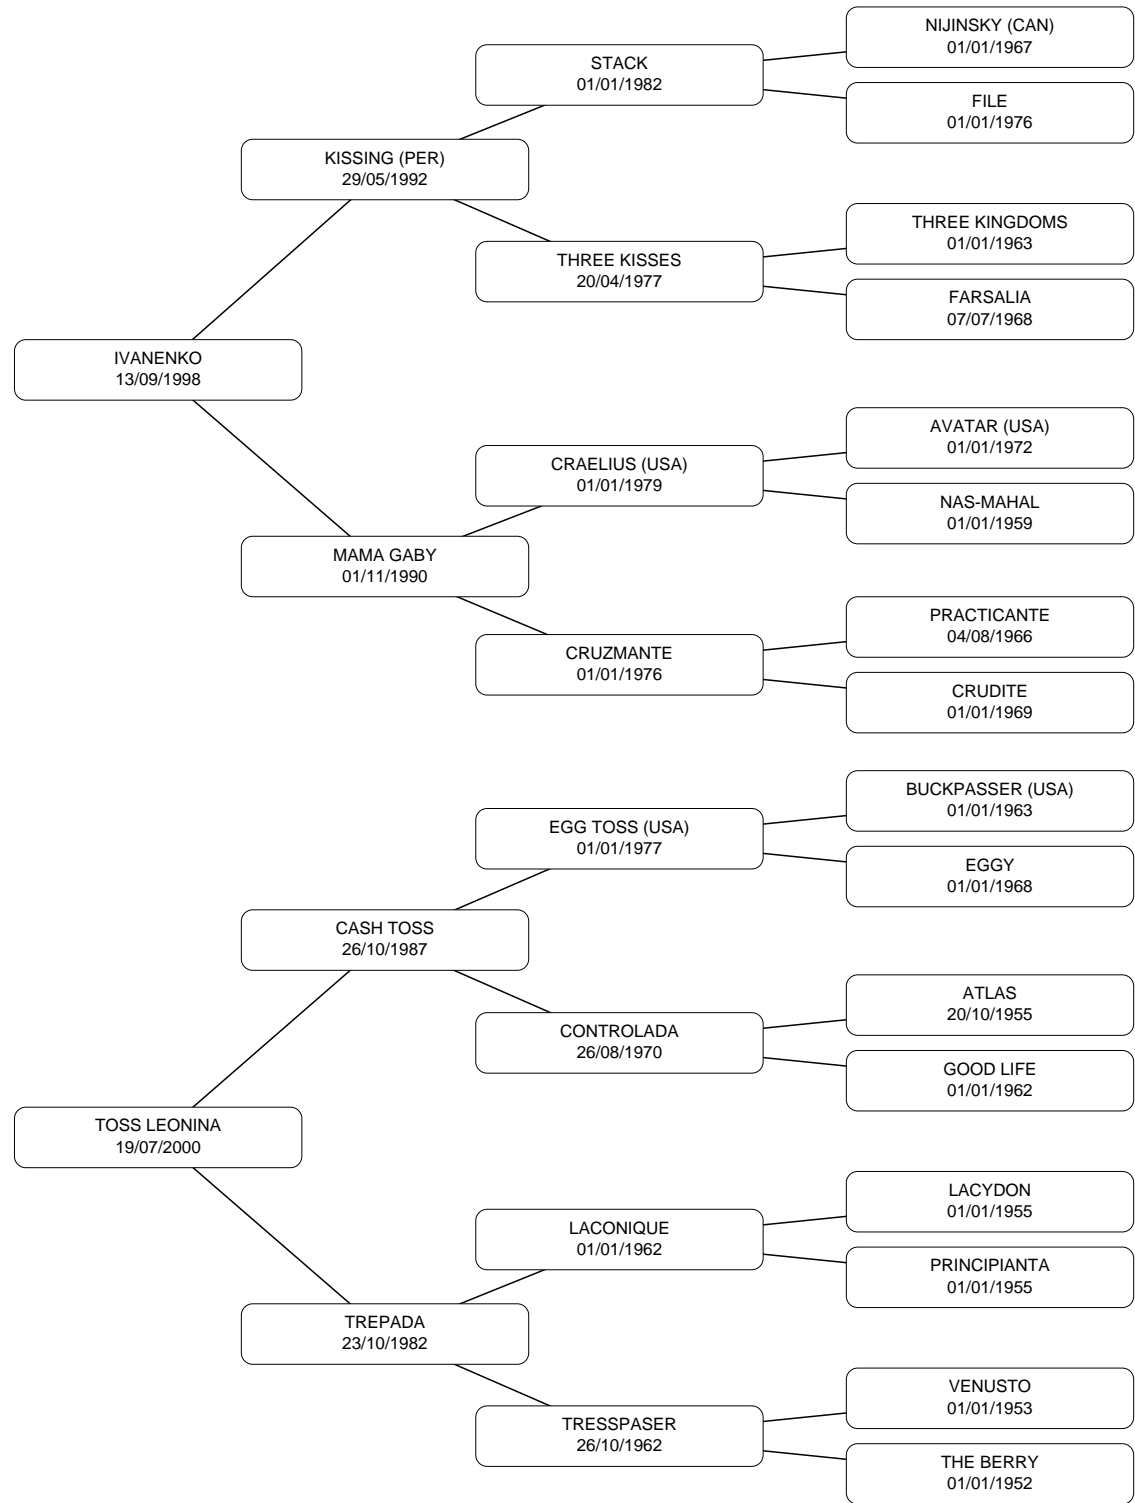 NIJINSKY (CAN)
01/01/1967
STACK
01/01/1982
FILE
01/01/1976
KISSING (PER)
29/05/1992
THREE KINGDOMS
01/01/1963
THREE KISSES
20/04/1977
FARSALIA
07/07/1968
IVANENKO
13/09/1998
AVATAR (USA)
01/01/1972
CRAELIUS (USA)
01/01/1979
NAS-MAHAL
01/01/1959
MAMA GABY
01/11/1990
PRACTICANTE
04/08/1966
CRUZMANTE
01/01/1976
CRUDITE
01/01/1969
BUCKPASSER (USA)
01/01/1963
EGG TOSS (USA)
01/01/1977
EGGY
01/01/1968
CASH TOSS
26/10/1987
ATLAS
20/10/1955
CONTROLADA
26/08/1970
GOOD LIFE
01/01/1962
TOSS LEONINA
19/07/2000
LACYDON
01/01/1955
LACONIQUE
01/01/1962
PRINCIPIANTA
01/01/1955
TREPADA
23/10/1982
VENUSTO
01/01/1953
TRESSPASER
26/10/1962
THE BERRY
01/01/1952